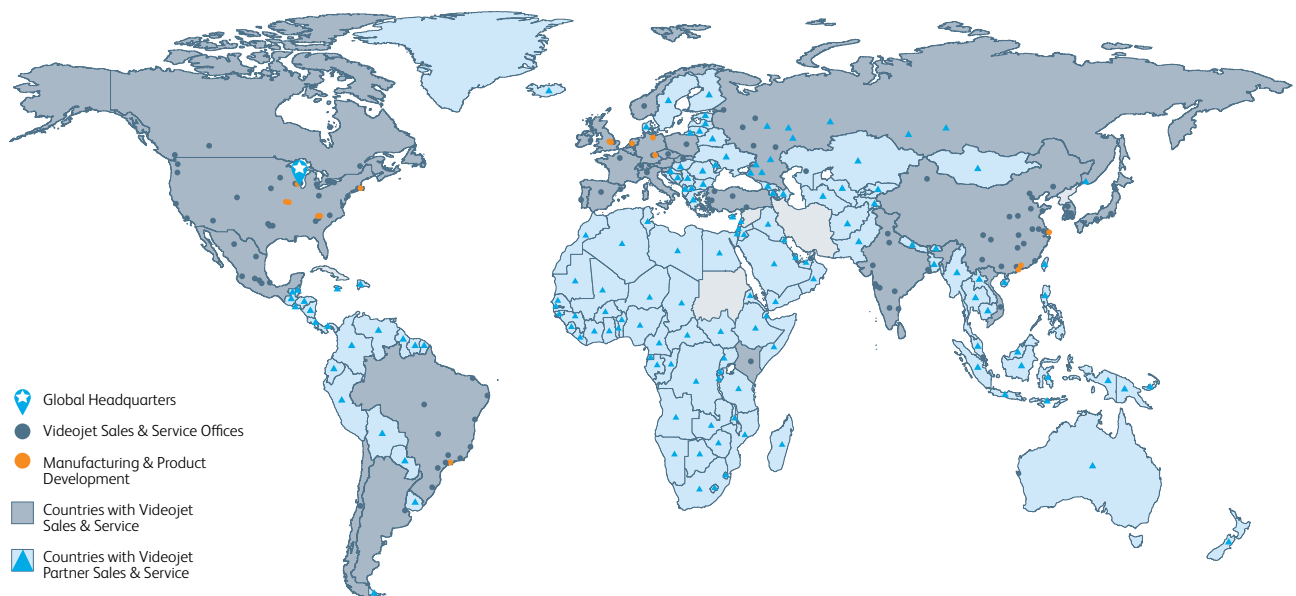 Global Headquarters
Videojet Sales & Service Offices
Manufacturing & Product
Development
Countries with Videojet
Sales & Service
Countries with Videojet
Partner Sales & Service